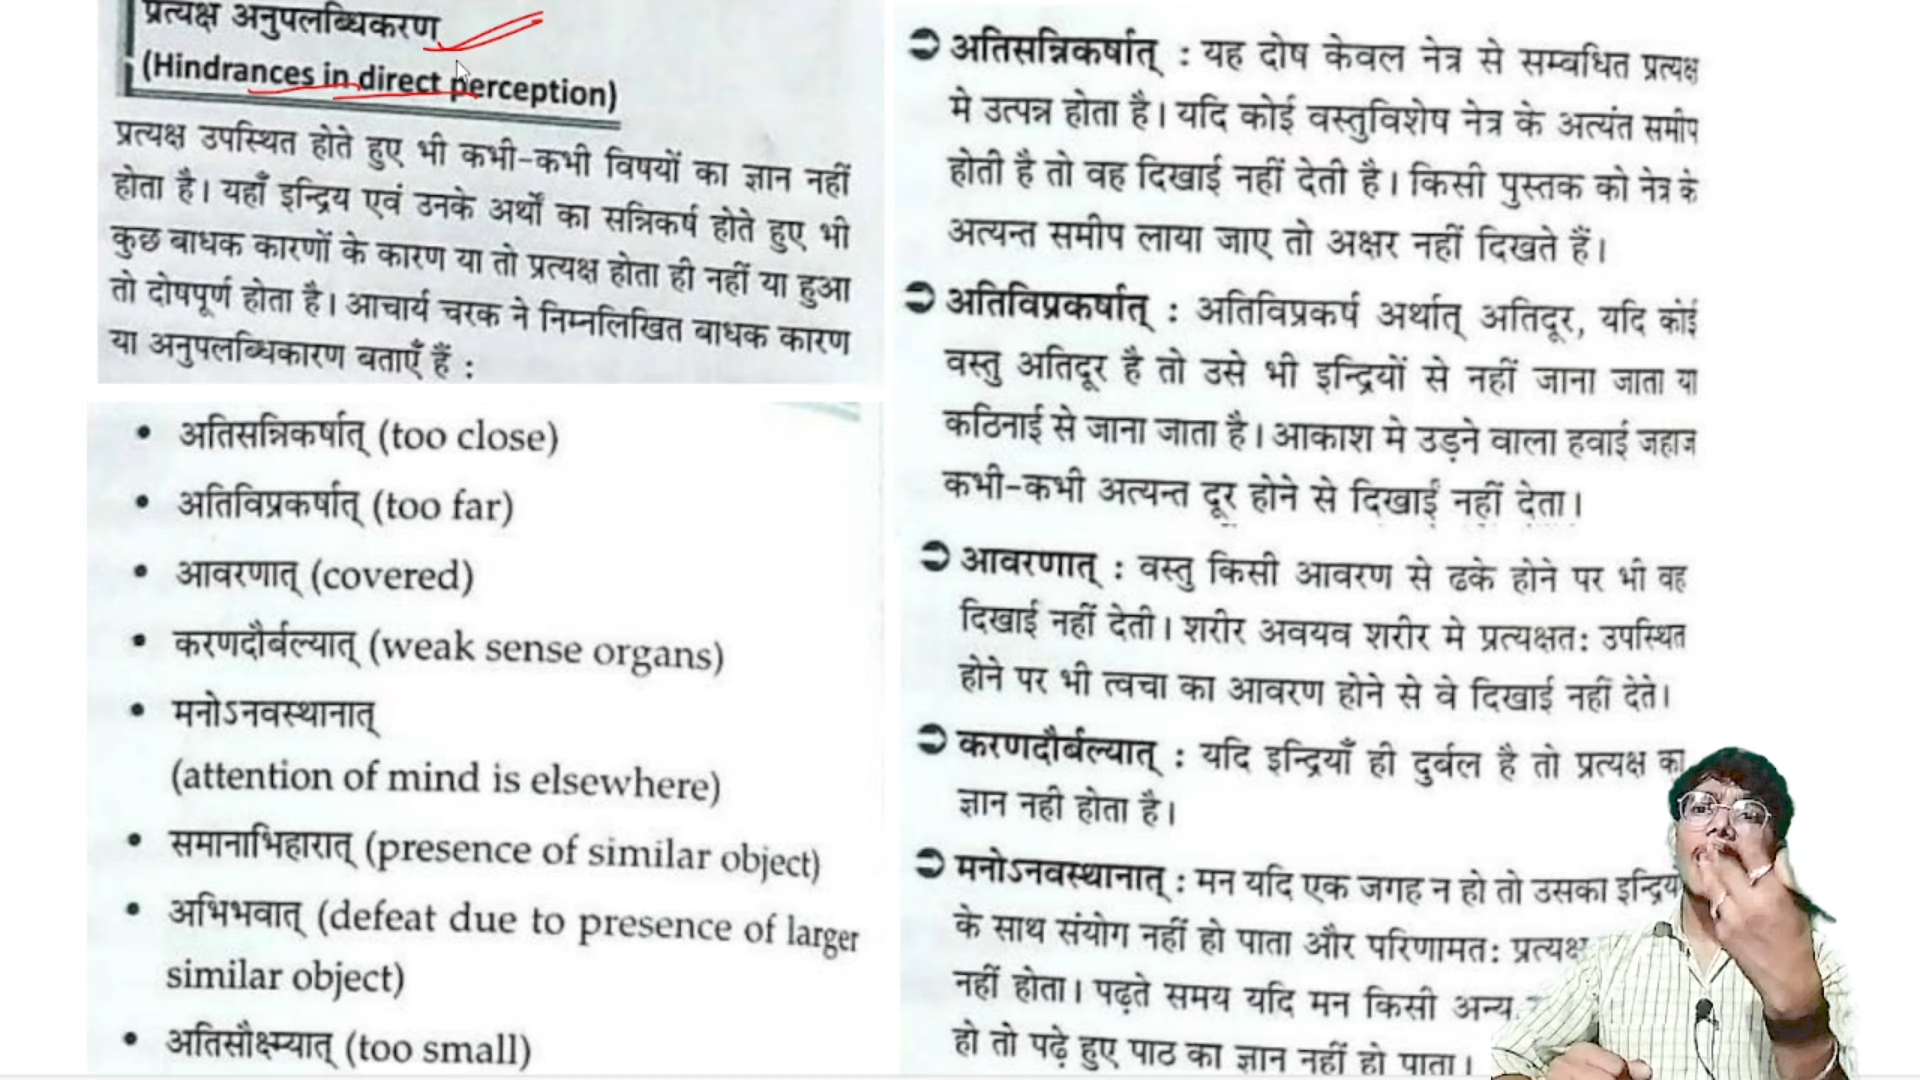 प्रत्यक्ष अनुपलब्धिकरण
(Hindrances in direct perception)
प्रत्यक्ष उपस्थित होते हुए भी कभी-कभी विषयों का ज्ञान नहीं
होता है। यहाँ इन्द्रिय एवं उनके अर्थों का सन्निकर्ष होते हुए भी
कुछ बाधक कारणों के कारण या तो प्रत्यक्ष होता ही नहीं या हुआ
तो दोषपूर्ण होता है। आचार्य चरक ने निम्नलिखित बाधक कारण
या अनुपलब्धिकारण बताएँ हैं :
• अतिसन्निकर्षात् (too close)
• अतिविप्रकर्षात् (too far)
• आवरणात् (covered)
• करणदौर्बल्यात् (weak sense organs)
• मनोऽनवस्थानात्
(attention of mind is elsewhere)
• समानाभिहारात् (presence of similar object)
• अभिभवात् (defeat due to presence of larger
similar object)
• अतिसौक्ष्म्यात् (too small)
अतिसन्निकर्षात् : यह दोष केवल नेत्र से सम्बधित प्रत्यक्ष
मे उत्पन्न होता है। यदि कोई वस्तुविशेष नेत्र के अत्यंत समीप
होती है तो वह दिखाई नहीं देती है। किसी पुस्तक को नेत्र के
अत्यन्त समीप लाया जाए तो अक्षर नहीं दिखते हैं।
अतिविप्रकर्षात् : अतिविप्रकर्ष अर्थात् अतिदूर, यदि कोई
वस्तु अतिदूर है तो उसे भी इन्द्रियों से नहीं जाना जाता या
कठिनाई से जाना जाता है। आकाश मे उड़ने वाला हवाई जहाज
कभी-कभी अत्यन्त दूर होने से दिखाई नहीं देता।
आवरणात् : वस्तु किसी आवरण से ढके होने पर भी वह
दिखाई नहीं देती। शरीर अवयव शरीर मे प्रत्यक्षतः उपस्थित
होने पर भी त्वचा का आवरण होने से वे दिखाई नहीं देते।
करणदौर्बल्यात् : यदि इन्द्रियाँ ही दुर्बल है तो प्रत्यक्ष का
ज्ञान नही होता है।
मनोऽनवस्थानात् : मन यदि एक जगह न हो तो उसका इन्द्रिय
के साथ संयोग नहीं हो पाता और परिणामतः प्रत्यक्ष
नहीं होता। पढ़ते समय यदि मन किसी अन्य
हो तो पढ़े हुए पाठ का ज्ञान नहीं हो पाता।